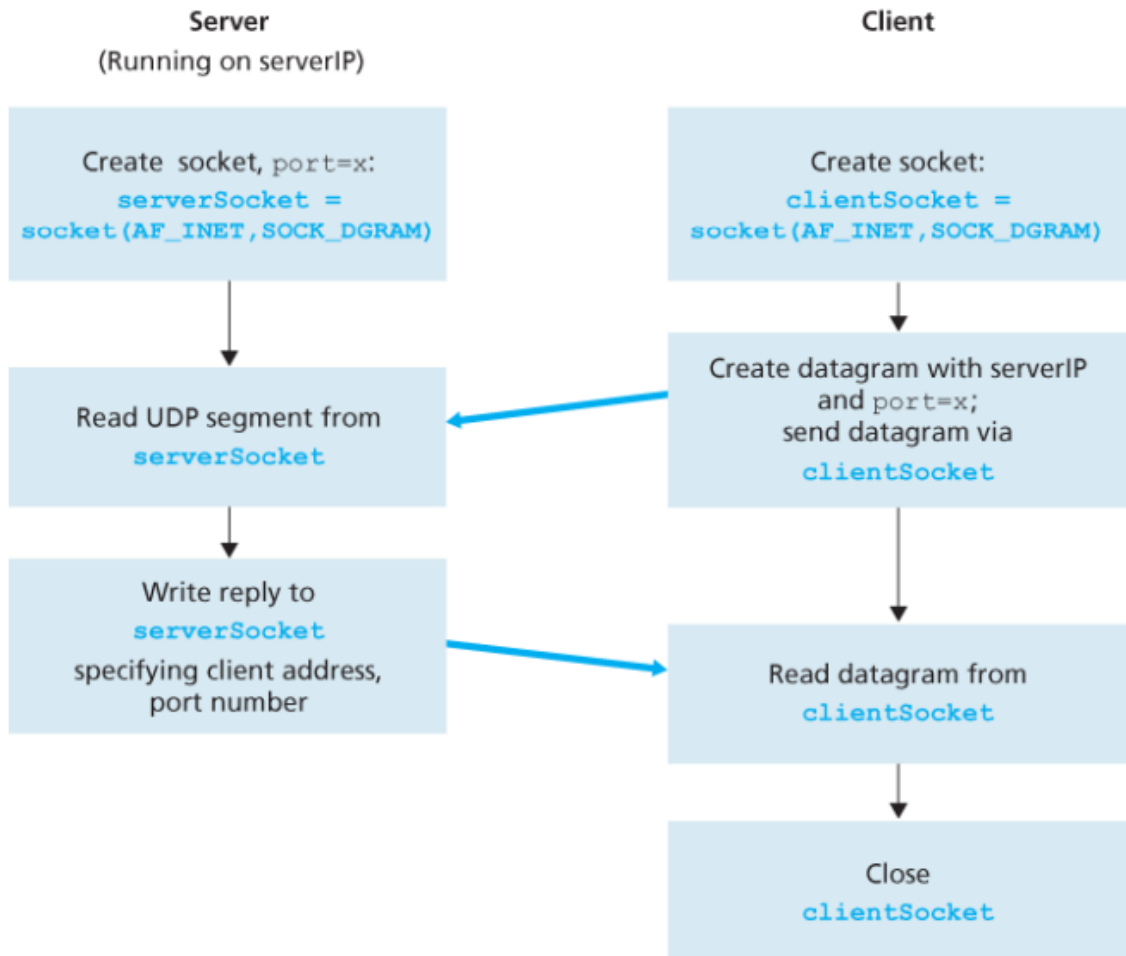 Server
(Running on serverIP)
Create socket, port=x:
serverSocket =
socket(AF_INET,SOCK_DGRAM)
Read UDP segment from
serverSocket
Write reply to
serverSocket
specifying client address,
port number
Client
Create socket:
clientSocket =
socket(AF_INET,SOCK_DGRAM)
Create datagram with serverIP
and port=x;
send datagram via
clientSocket
Read datagram from
clientSocket
Close
clientSocket